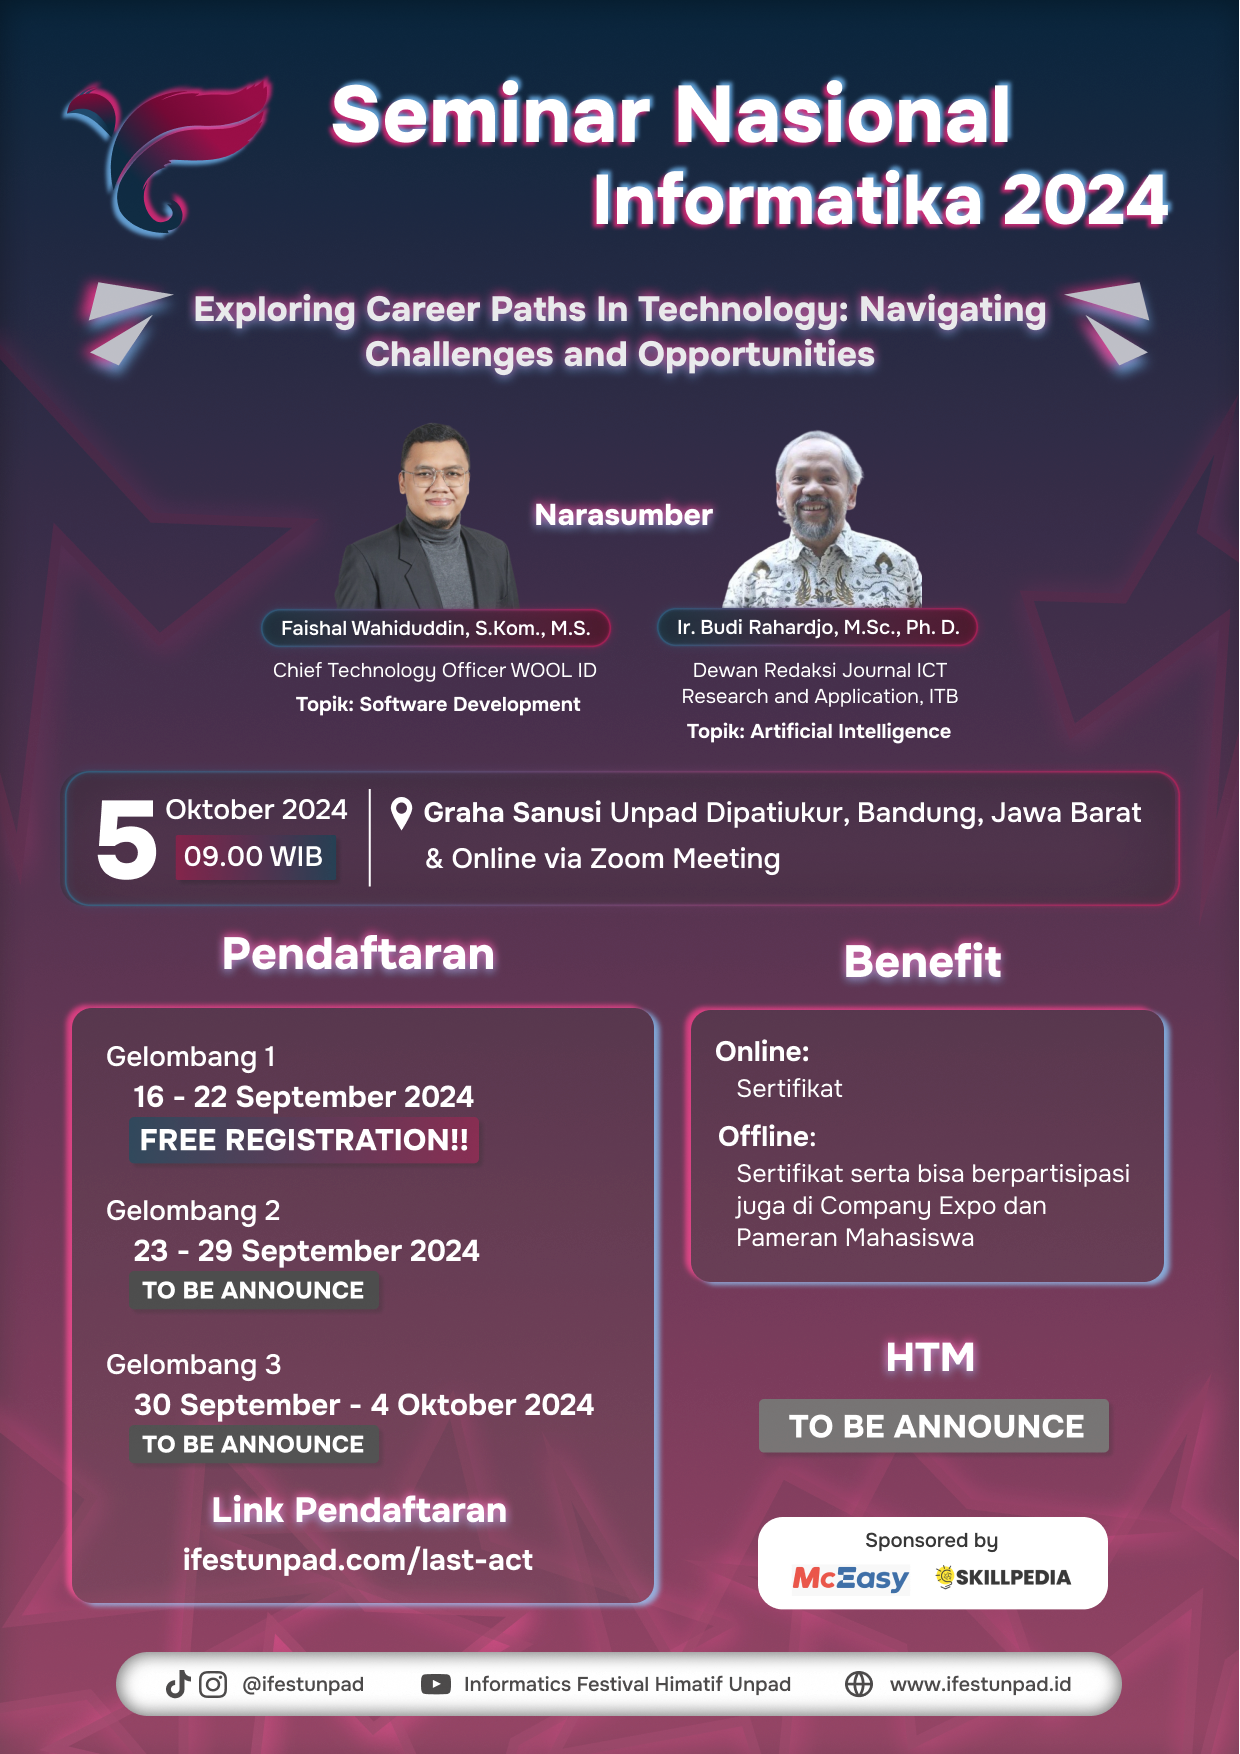 Seminar Nasional
Informatika 2024
Exploring Career Paths In Technology: Navigating
Challenges and Opportunities
Narasumber
Faishal Wahiduddin, S.Kom., M.S.
Chief Technology Officer WOOL ID
Topik: Software Development
Ir. Budi Rahardjo, M.Sc., Ph. D.
Dewan Redaksi Journal ICT
Research and Application, ITB
Topik: Artificial Intelligence
5 Oktober 2024
09.00 WIB
Graha Sanusi Unpad Dipatiukur, Bandung, Jawa Barat
& Online via Zoom Meeting
Pendaftaran
Gelombang 1
16 - 22 September 2024
FREE REGISTRATION!!
Gelombang 2
23 - 29 September 2024
TO BE ANNOUNCE
Gelombang 3
30 September - 4 Oktober 2024
TO BE ANNOUNCE
Link Pendaftaran
ifestunpad.com/last-act
Benefit
Online:
Sertifikat
Offline:
Sertifikat serta bisa berpartisipasi
juga di Company Expo dan
Pameran Mahasiswa
HTM
TO BE ANNOUNCE
Sponsored by
McEasy SKILLPEDIA
@ifestunpad Informatics Festival Himatif Unpad www.ifestunpad.id